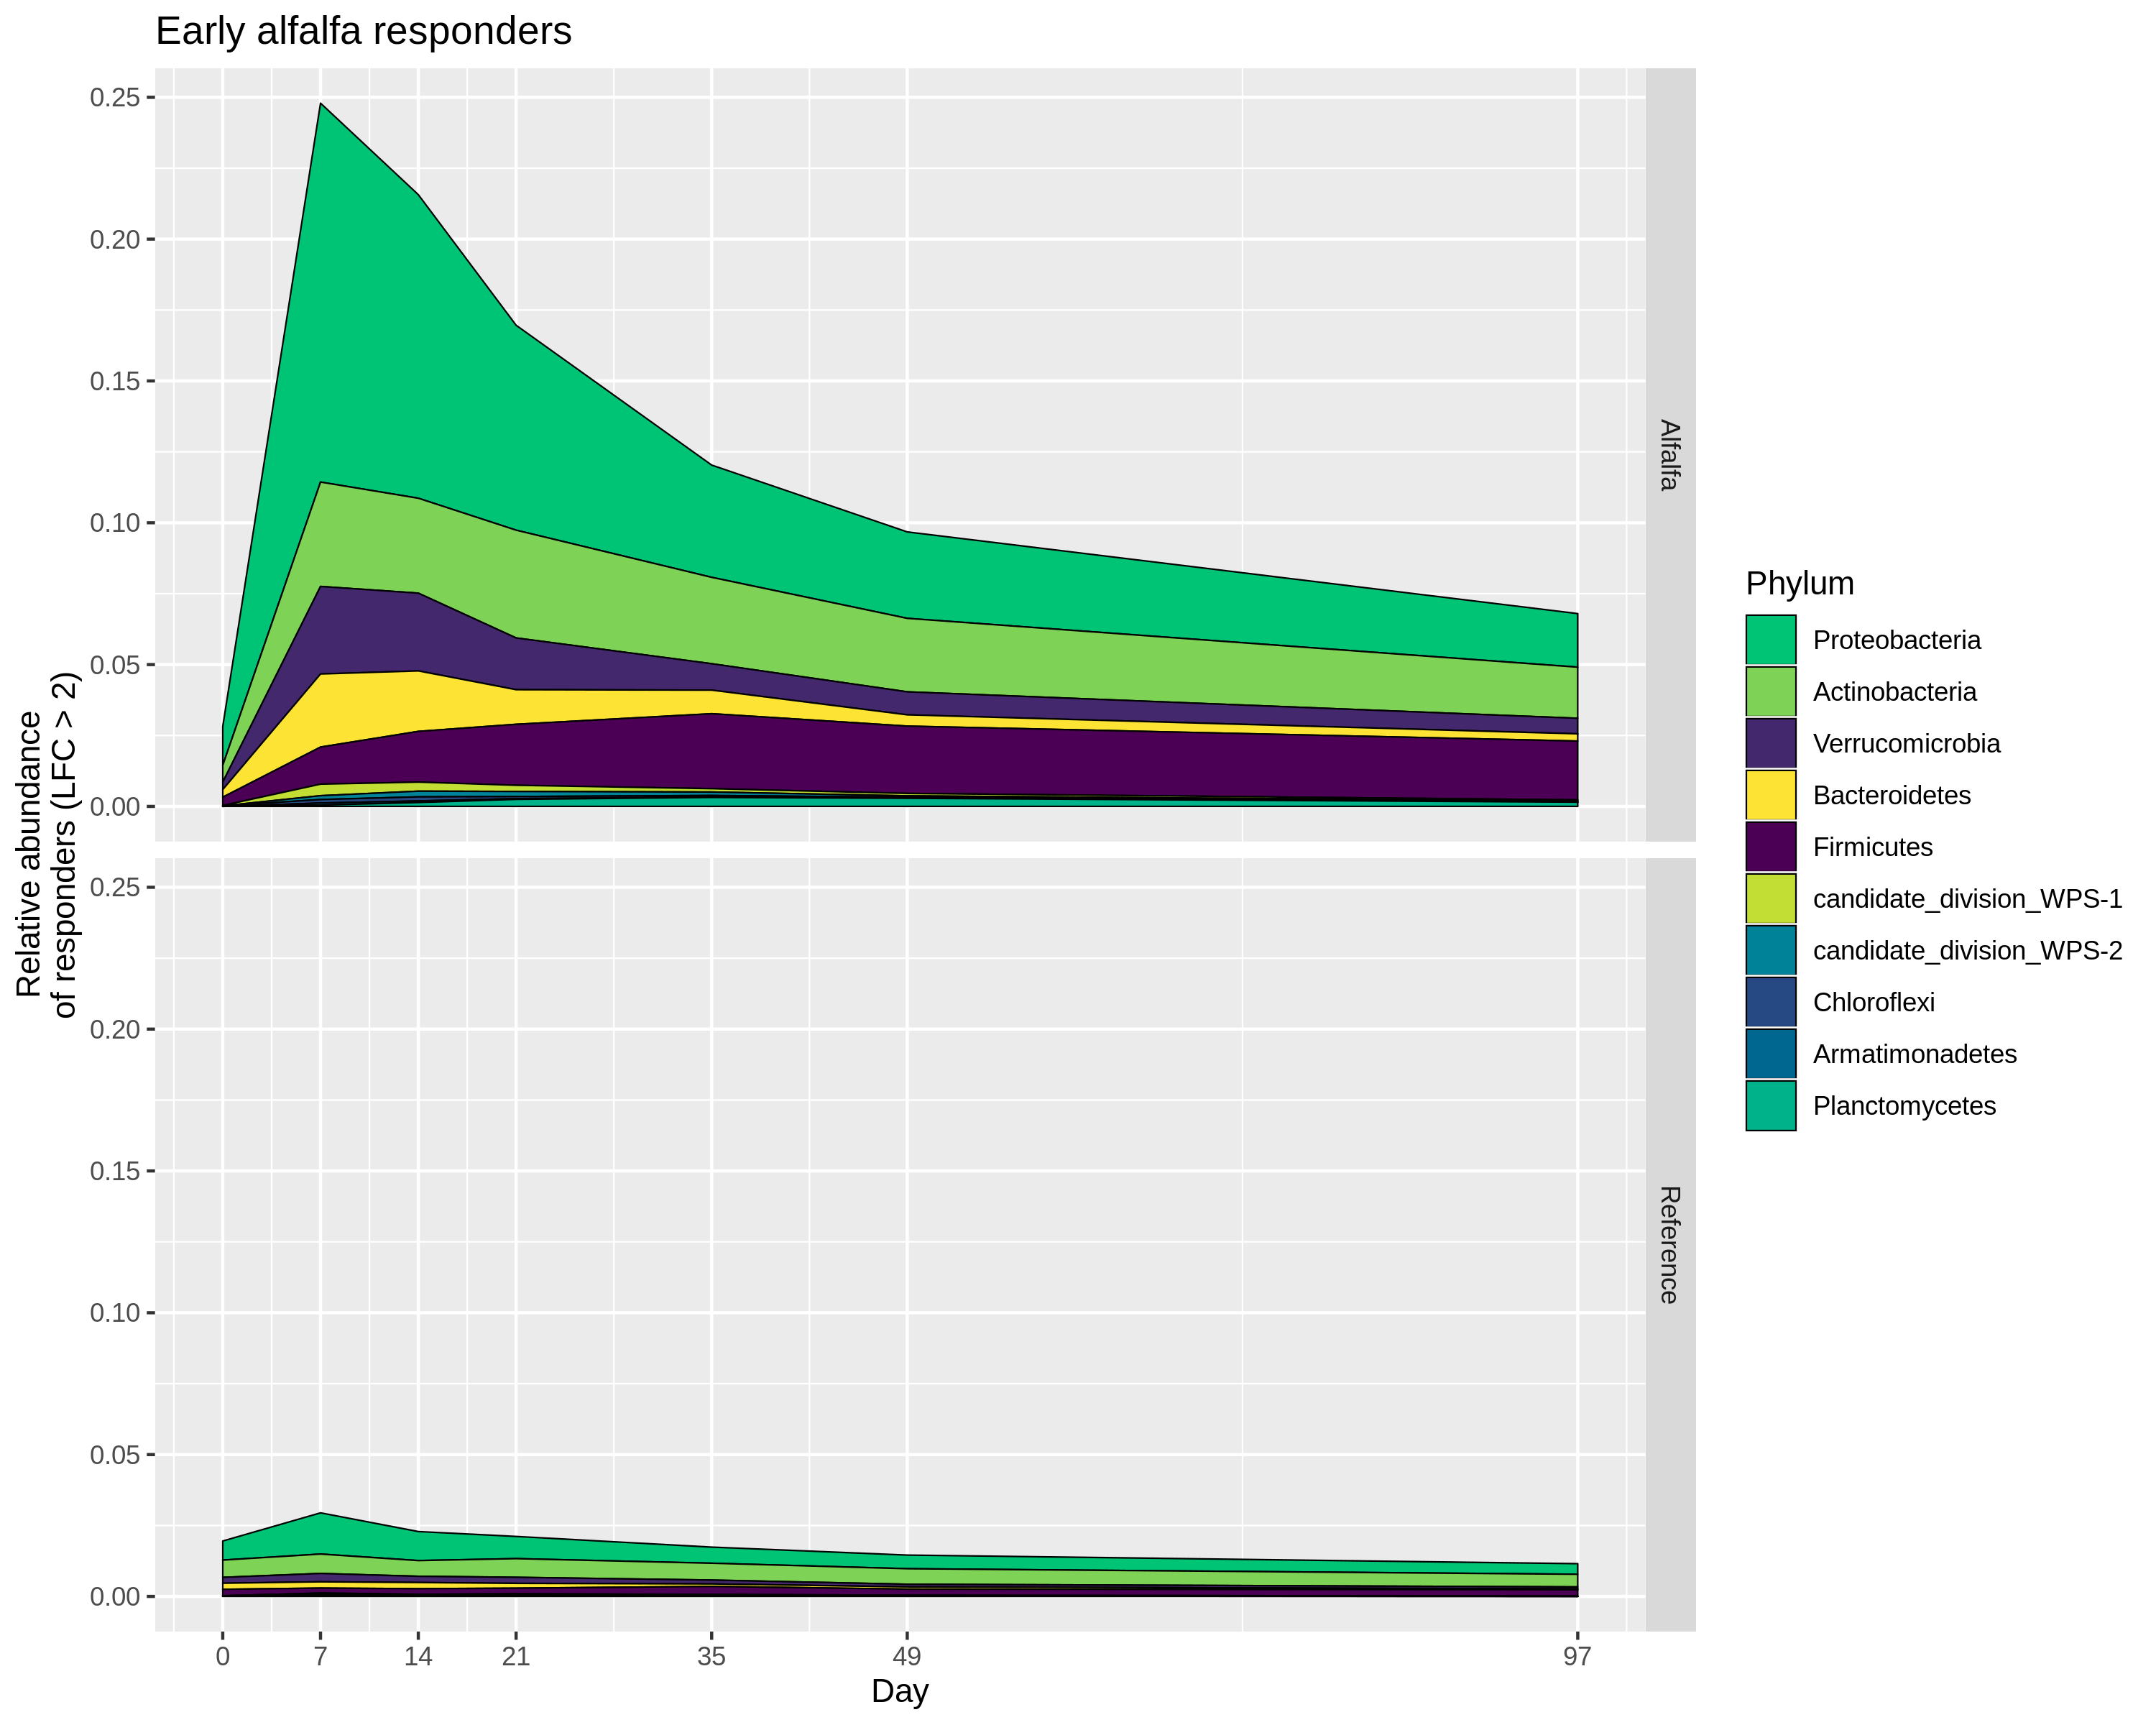 Early alfalfa responders
Relative abundance
of responders (LFC > 2)
0.25
0.20
0.15
0.10
0.05
0.00
Alfalfa
0.25
0.20
0.15
0.10
0.05
0.00
Reference
0 7 14 21 35 49 97
Day
Phylum
Proteobacteria
Actinobacteria
Verrucomicrobia
Bacteroidetes
Firmicutes
candidate_division_WPS-1
candidate_division_WPS-2
Chloroflexi
Armatimonadetes
Planctomycetes